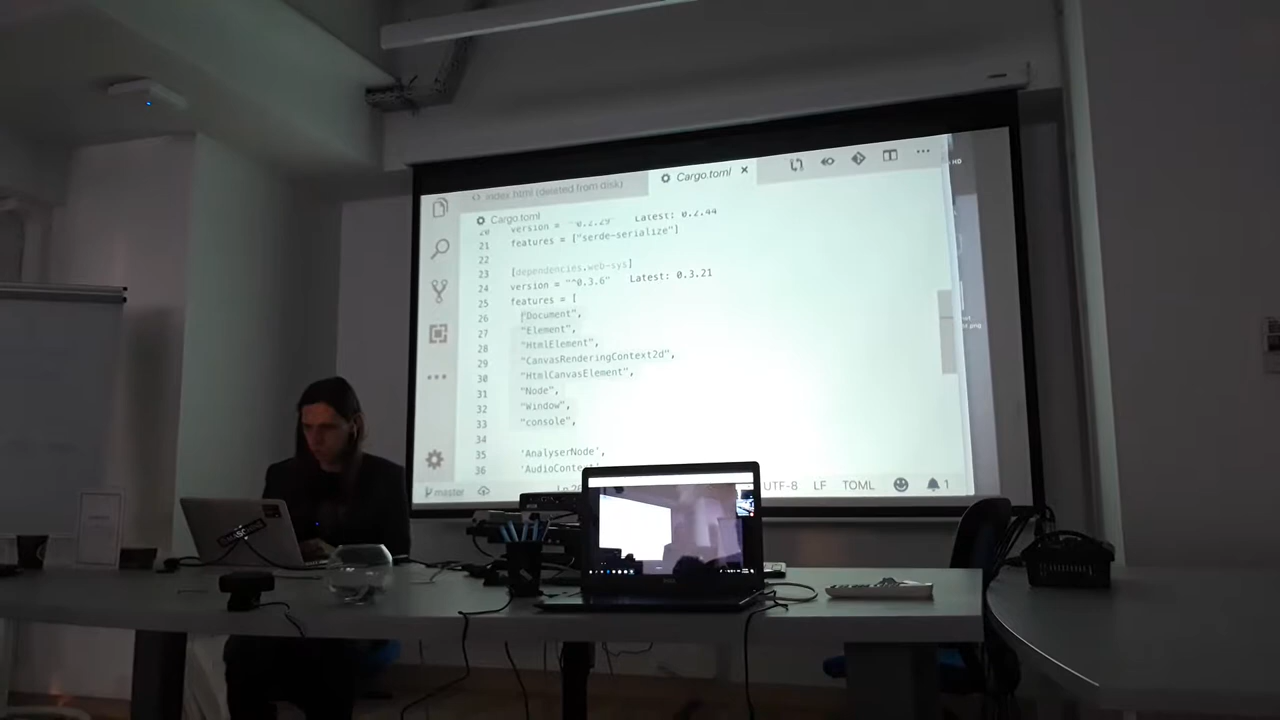 index.html (deleted from disk)
Cargo.toml
Cargo.toml
20 version = "^0.2.29" Latest: 0.2.44
21 features = ["serde-serialize"]
22
23 [dependencies.web-sys]
24 version = "^0.3.6" Latest: 0.3.21
25 features = [
26 "Document",
27 "Element",
28 "HtmlElement",
29 "CanvasRenderingContext2d",
30 "HtmlCanvasElement",
31 "Node",
32 "Window",
33 "console",
34
35 'AnalyserNode',
36 'AudioConte
master UTF-8 LF TOML 1